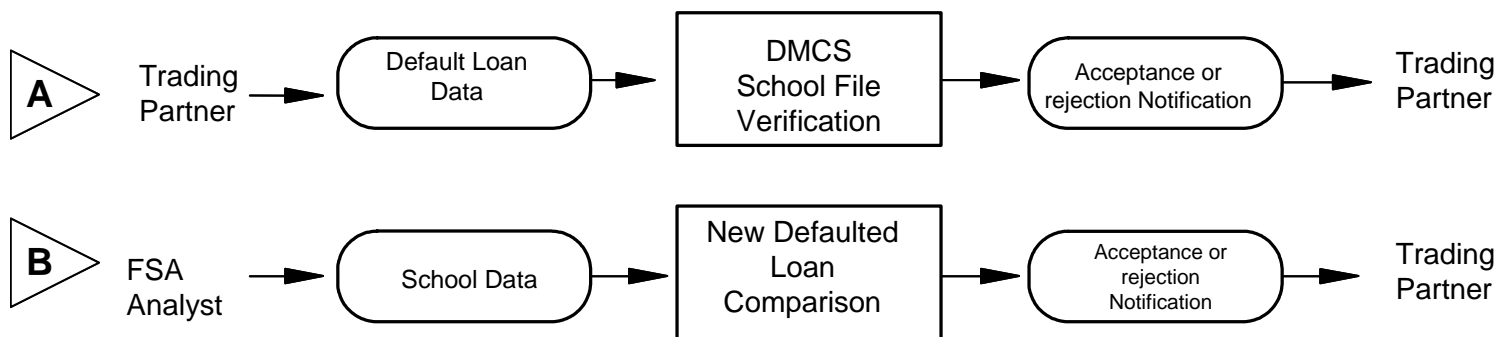 A
Trading
Partner
Default Loan
Data
DMCS
School File
Verification
Acceptance or
rejection Notification
Trading
Partner
B
FSA
Analyst
School Data
New Defaulted
Loan
Comparison
Acceptance or
rejection
Notification
Trading
Partner